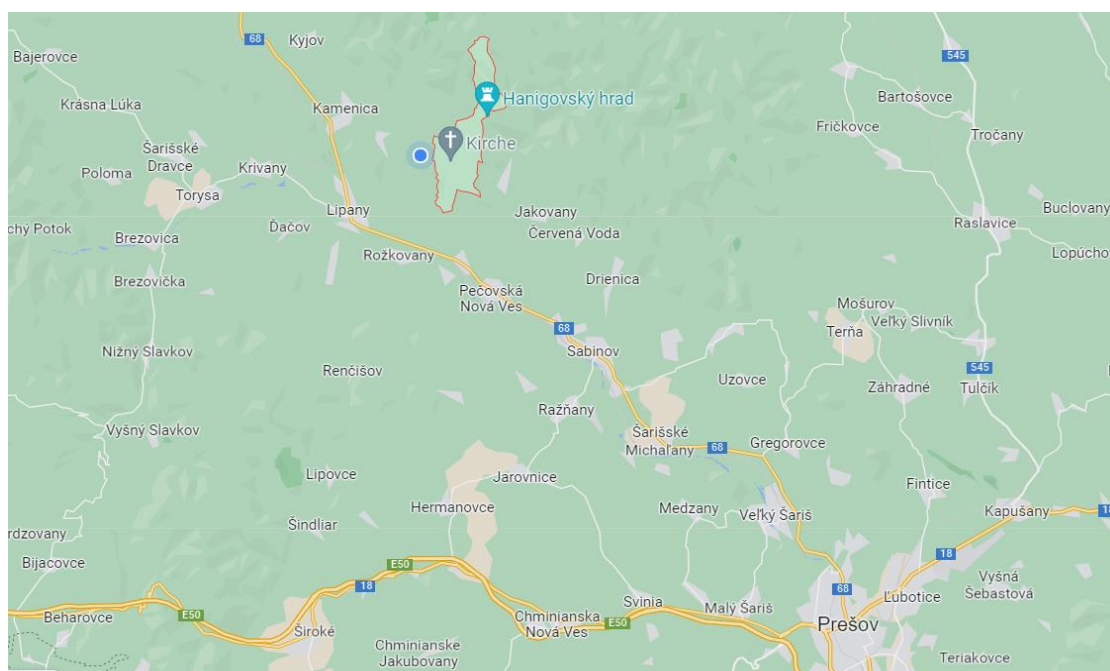 68
Kyjov
Bajerovce
545
Hanigovský hrad
Bartošovce
Krásna Lúka
Kamenica
Fričkovce
Tročany
Kirche
Šarišské
Dravce
Poloma
Krivany
Torysa
Lipany
Jakovany
Buclovany
Raslavice
chý Potok
Ďačov
Červená Voda
Brezovica
Rožkovany
Lopúcho
Brezovička
Drienica
Pečovská
Nová Ves
Mošurov
Veľký Slivník
68
Terňa
Nižný Slavkov
Sabinov
545
Renčišov
Uzovce
Záhradné
Tulčík
Ražňany
Vyšný Slavkov
Šarišské
Michaľany
68
Gregorovce
Lipovce
Jarovnice
Fintice
Hermanovce
Medzany
Veľký Šariš
Kapušany
18
Šindliar
rdzovany
18
Bijacovce
E50
18
68
Vyšná
Šebastová
Ľubotice
E50
Beharovce
Široké
Chminianska
Nová Ves
Svinia
E50
Malý Šariš
Prešov
Chminianske
Jakubovany
Teriakovce